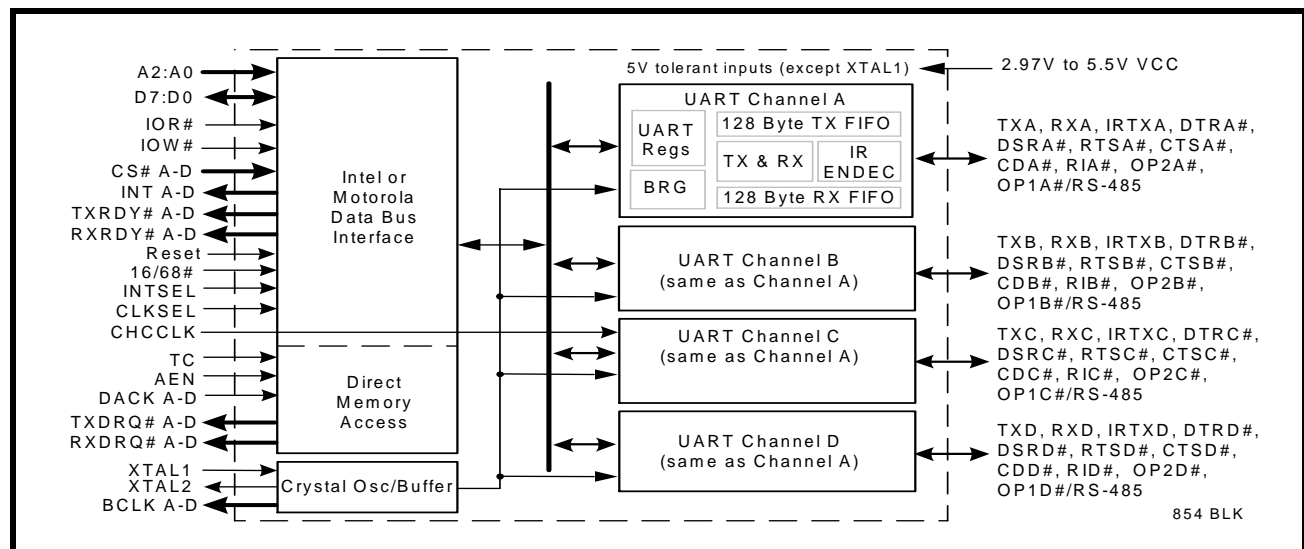 A2:A0
D7:D0
IOR#
IOW#
CS# A-D
INT A-D
TXRDY# A-D
RXRDY# A-D
Reset
16/68#
INTSEL
CLKSEL
CHCCLK
TC
AEN
DACK A-D
TXDRQ# A-D
RXDRQ# A-D
XTAL1
XTAL2
BCLK A-D
Intel or
Motorola
Data Bus
Interface
Direct
Memory
Access
Crystal Osc/Buffer
5V tolerant inputs (except XTAL1)
2.97V to 5.5V VCC
UART Channel A
UART
Regs
BRG
128 Byte TX FIFO
TX & RX
IR
ENDEC
128 Byte RX FIFO
TXA, RXA, IRTXA, DTRA#,
DSRA#, RTSA#, CTSA#,
CDA#, RIA#, OP2A#,
OP1A#/RS-485
UART Channel B
(same as Channel A)
TXB, RXB, IRTXB, DTRB#,
DSRB#, RTSB#, CTSB#,
CDB#, RIB#, OP2B#,
OP1B#/RS-485
UART Channel C
(same as Channel A)
TXC, RXC, IRTXC, DTRC#,
DSRC#, RTSC#, CTSC#,
CDC#, RIC#, OP2C#,
OP1C#/RS-485
UART Channel D
(same as Channel A)
TXD, RXD, IRTXD, DTRD#,
DSRD#, RTSD#, CTSD#,
CDD#, RID#, OP2D#,
OP1D#/RS-485
854 BLK